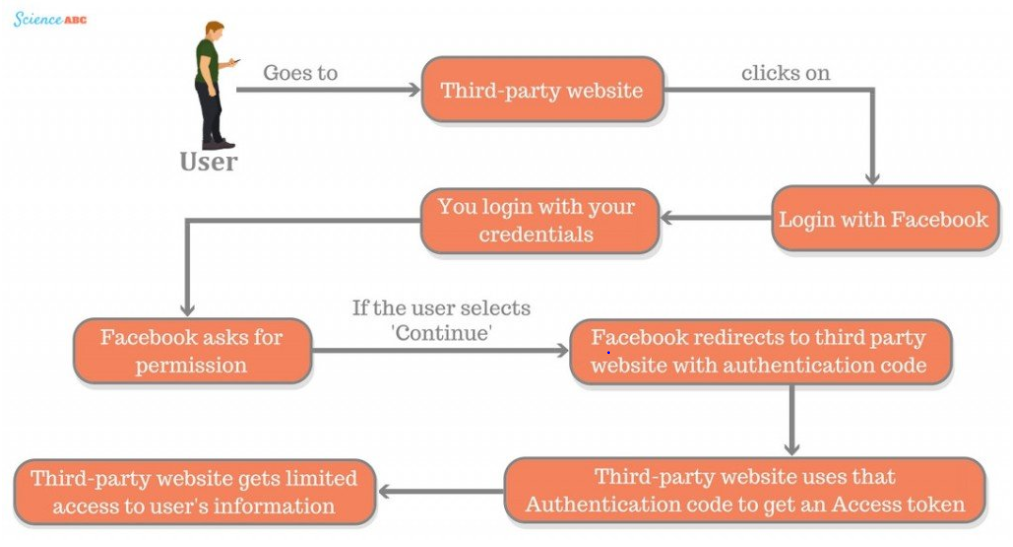 Science ABC
Goes to
Third-party website
clicks on
User
Login with Facebook
You login with your
credentials
Facebook asks for
permission
If the user selects
'Continue'
Facebook redirects to third party
website with authentication code
Third-party website uses that
Authentication code to get an Access token
Third-party website gets limited
access to user's information